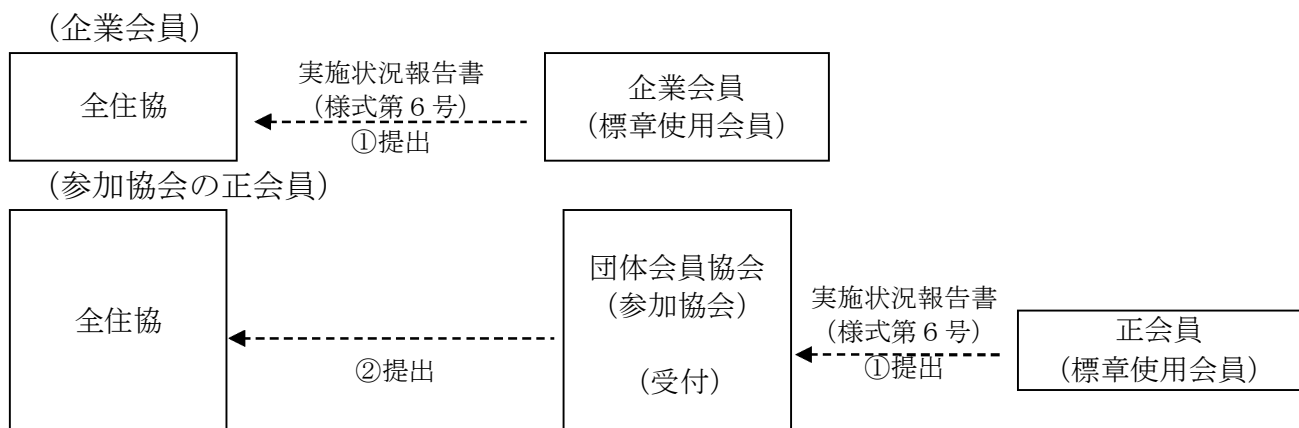 （企業会員）
全住協
実施状況報告書
（様式第６号）
①提出
企業会員
（標章使用会員）
（参加協会の正会員）
全住協
②提出
団体会員協会
（参加協会）
（受付）
実施状況報告書
（様式第６号）
①提出
正会員
（標章使用会員）